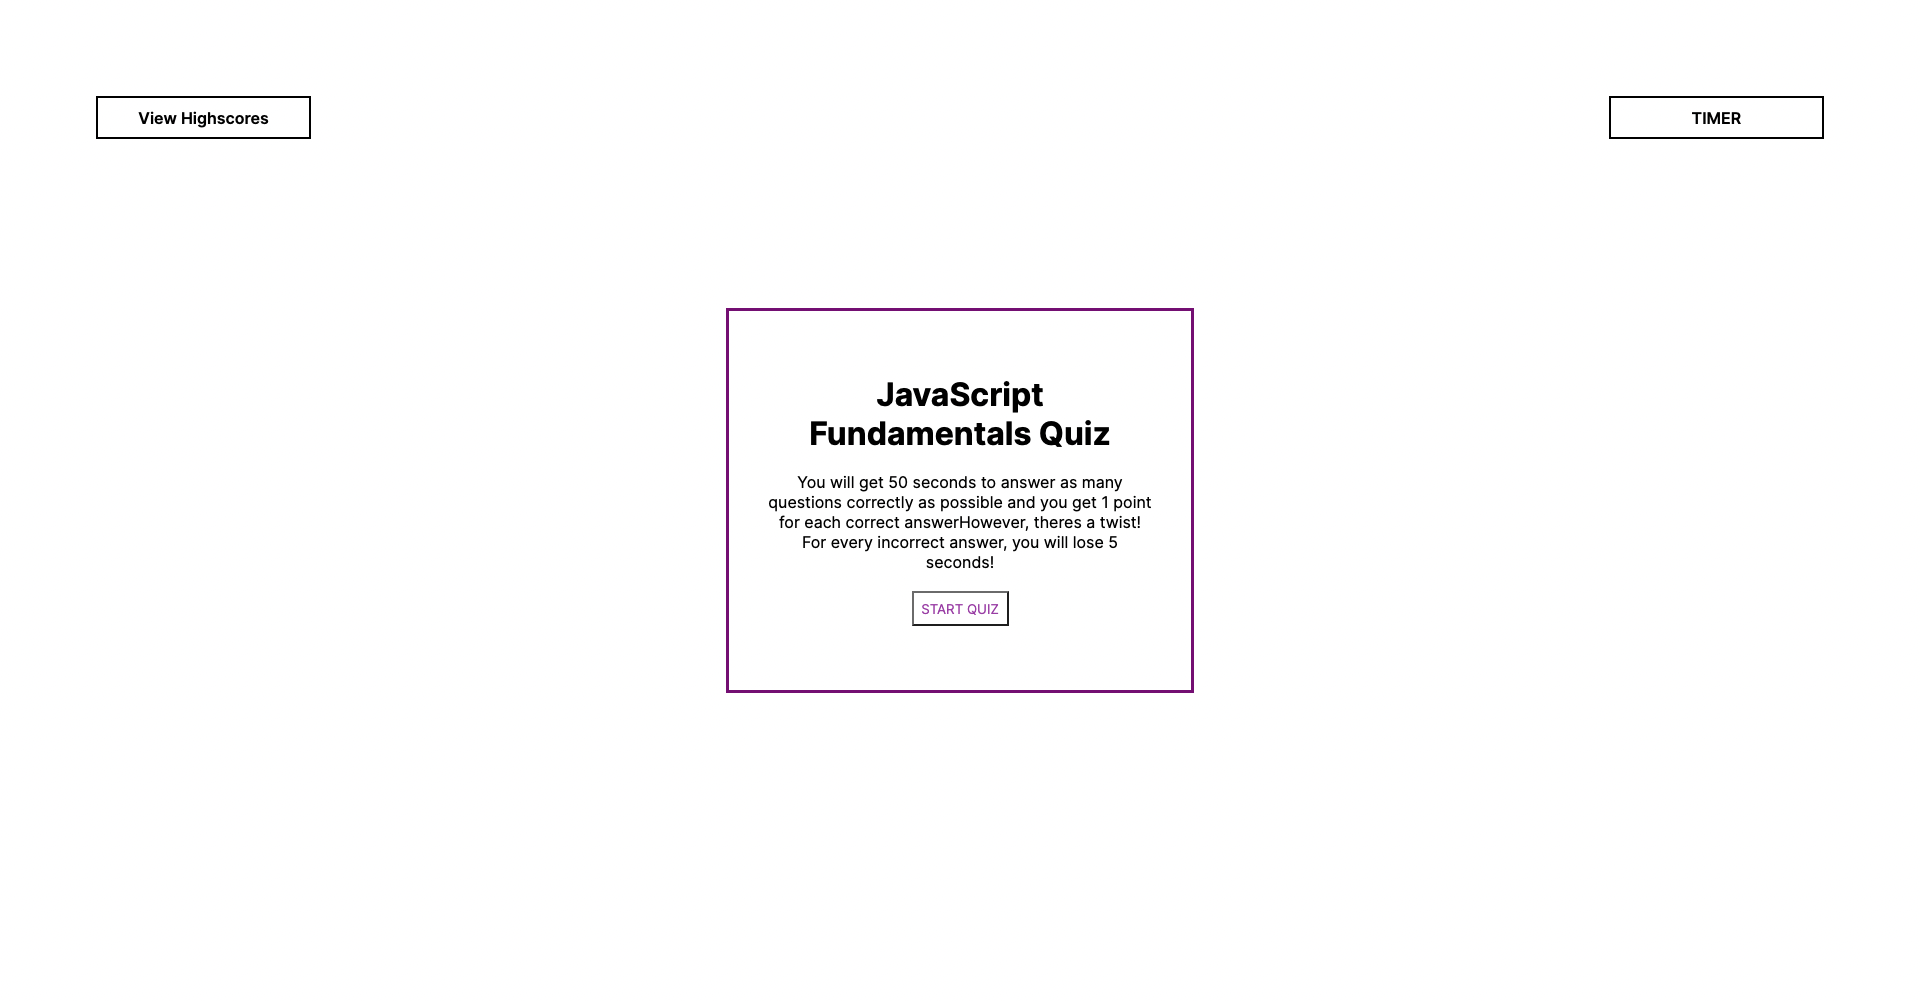 View Highscores
TIMER
JavaScript
Fundamentals Quiz
You will get 50 seconds to answer as many
questions correctly as possible and you get 1 point
for each correct answerHowever, theres a twist!
For every incorrect answer, you will lose 5
seconds!
START QUIZ